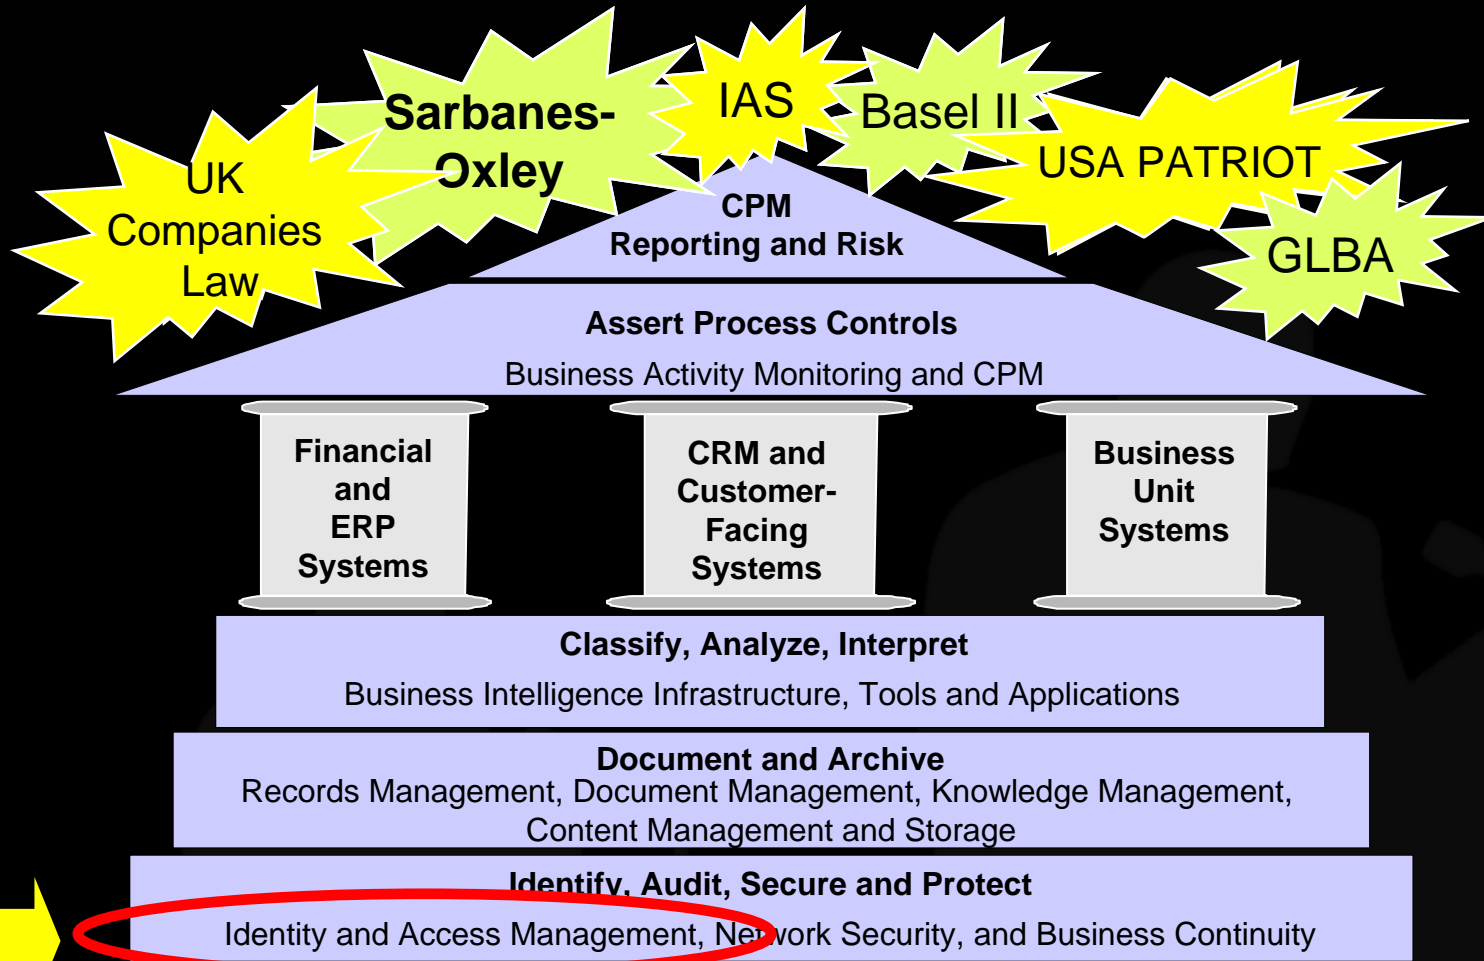 UK
Companies
Law
Sarbanes-
Oxley
IAS
Basel II
USA PATRIOT
GLBA
CPM
Reporting and Risk
Assert Process Controls
Business Activity Monitoring and CPM
Financial
and
ERP
Systems
CRM and
Customer-
Facing
Systems
Business
Unit
Systems
Classify, Analyze, Interpret
Business Intelligence Infrastructure, Tools and Applications
Document and Archive
Records Management, Document Management, Knowledge Management,
Content Management and Storage
Identify, Audit, Secure and Protect
Identity and Access Management, Network Security, and Business Continuity